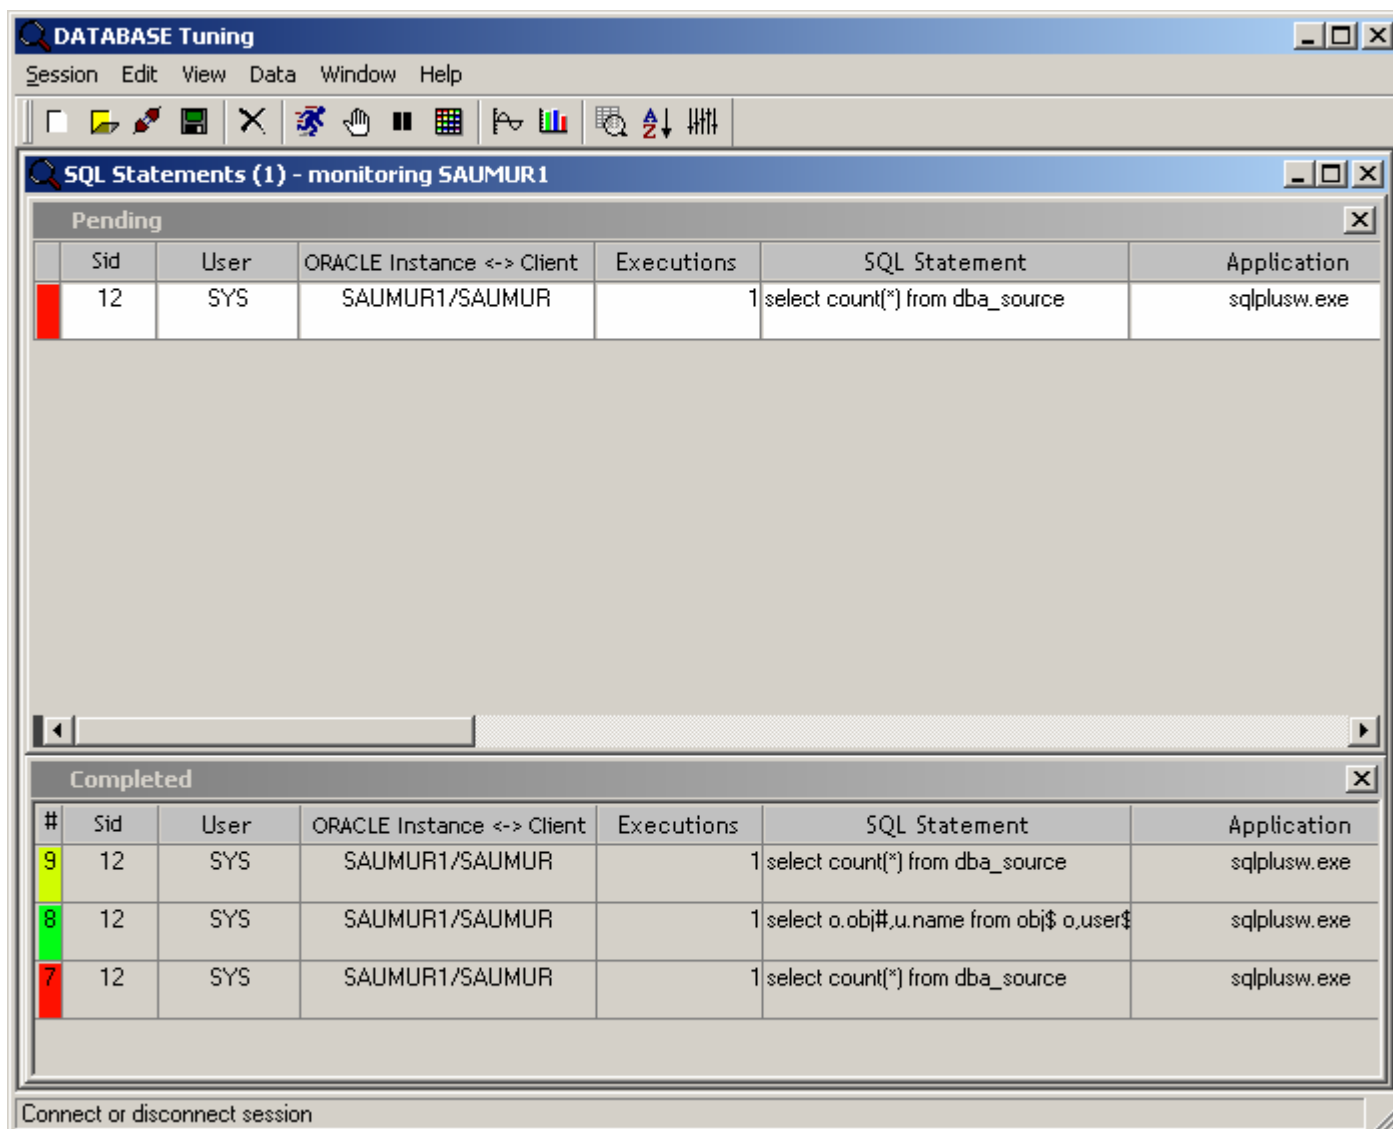 DATABASE Tuning
Session Edit View Data Window Help
SQL Statements (1) - monitoring SAUMUR1
Pending
Sid User ORACLE Instance <-> Client Executions SQL Statement Application
12 SYS SAUMUR1/SAUMUR 1 select count(*) from dba_source sqlplusw.exe
Completed
# Sid User ORACLE Instance <-> Client Executions SQL Statement Application
9 12 SYS SAUMUR1/SAUMUR 1 select count(*) from dba_source sqlplusw.exe
8 12 SYS SAUMUR1/SAUMUR 1 select o.obj#,u.name from obj$ o,user$ sqlplusw.exe
7 12 SYS SAUMUR1/SAUMUR 1 select count(*) from dba_source sqlplusw.exe
Connect or disconnect session